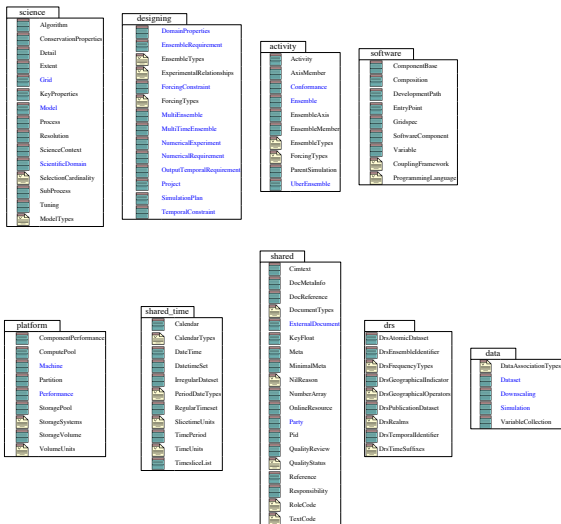 science
Algorithm
ConservationProperties
Detail
Extent
Grid
KeyProperties
Model
Process
Resolution
ScienceContext
ScientificDomain
SelectionCardinality
SubProcess
Tuning
ModelTypes
designing
DomainProperties
EnsembleRequirement
EnsembleTypes
ExperimentalRelationships
ForcingConstraint
ForcingTypes
MultiEnsemble
MultiTimeEnsemble
NumericalExperiment
NumericalRequirement
OutputTemporalRequirement
Project
SimulationPlan
TemporalConstraint
activity
Activity
AxisMember
Conformance
Ensemble
EnsembleAxis
EnsembleMember
EnsembleTypes
ForcingTypes
ParentSimulation
UberEnsemble
software
ComponentBase
Composition
DevelopmentPath
EntryPoint
Gridspec
SoftwareComponent
Variable
CouplingFramework
ProgrammingLanguage
platform
ComponentPerformance
ComputePool
Machine
Partition
Performance
StoragePool
StorageSystems
StorageVolume
VolumeUnits
shared_time
Calendar
CalendarTypes
DateTime
DatetimeSet
IrregularDateset
PeriodDateTypes
RegularTimeset
SlicetimeUnits
TimePeriod
TimeUnits
TimesliceList
shared
Cimtext
DocMetaInfo
DocReference
DocumentTypes
ExternalDocument
KeyFloat
Meta
MinimalMeta
NilReason
NumberArray
OnlineResource
Party
Pid
QualityReview
QualityStatus
Reference
Responsibility
RoleCode
TextCode
drs
DrsAtomicDataset
DrsEnsembleIdentifier
DrsFrequencyTypes
DrsGeographicalIndicator
DrsGeographicalOperators
DrsPublicationDataset
DrsRealms
DrsTemporalIdentifier
DrsTimeSuffixes
data
DataAssociationTypes
Dataset
Downscaling
Simulation
VariableCollection